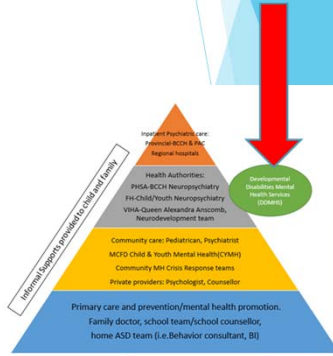 Inpatient Psychiatric care:
Provincial-BCCH & PAC
Regional hospitals
Health Authorities:
PHSA-BCCH Neuropsychiatry
FH-Child/Youth Neuropsychiatry
VIHA-Queen Alexandra Anscomb,
Neurodevelopment team
Developmental
Disabilities Mental
Health Services
(DDMHS)
Informal Supports provided to child and family
Community care: Pediatrician, Psychiatrist
MCFD Child & Youth Mental Health(CYMH)
Community MH Crisis Response teams
Private providers: Psychologist, Counsellor
Primary care and prevention/mental health promotion.
Family doctor, school team/school counsellor,
home ASD team (i.e.Behavior consultant, BI)